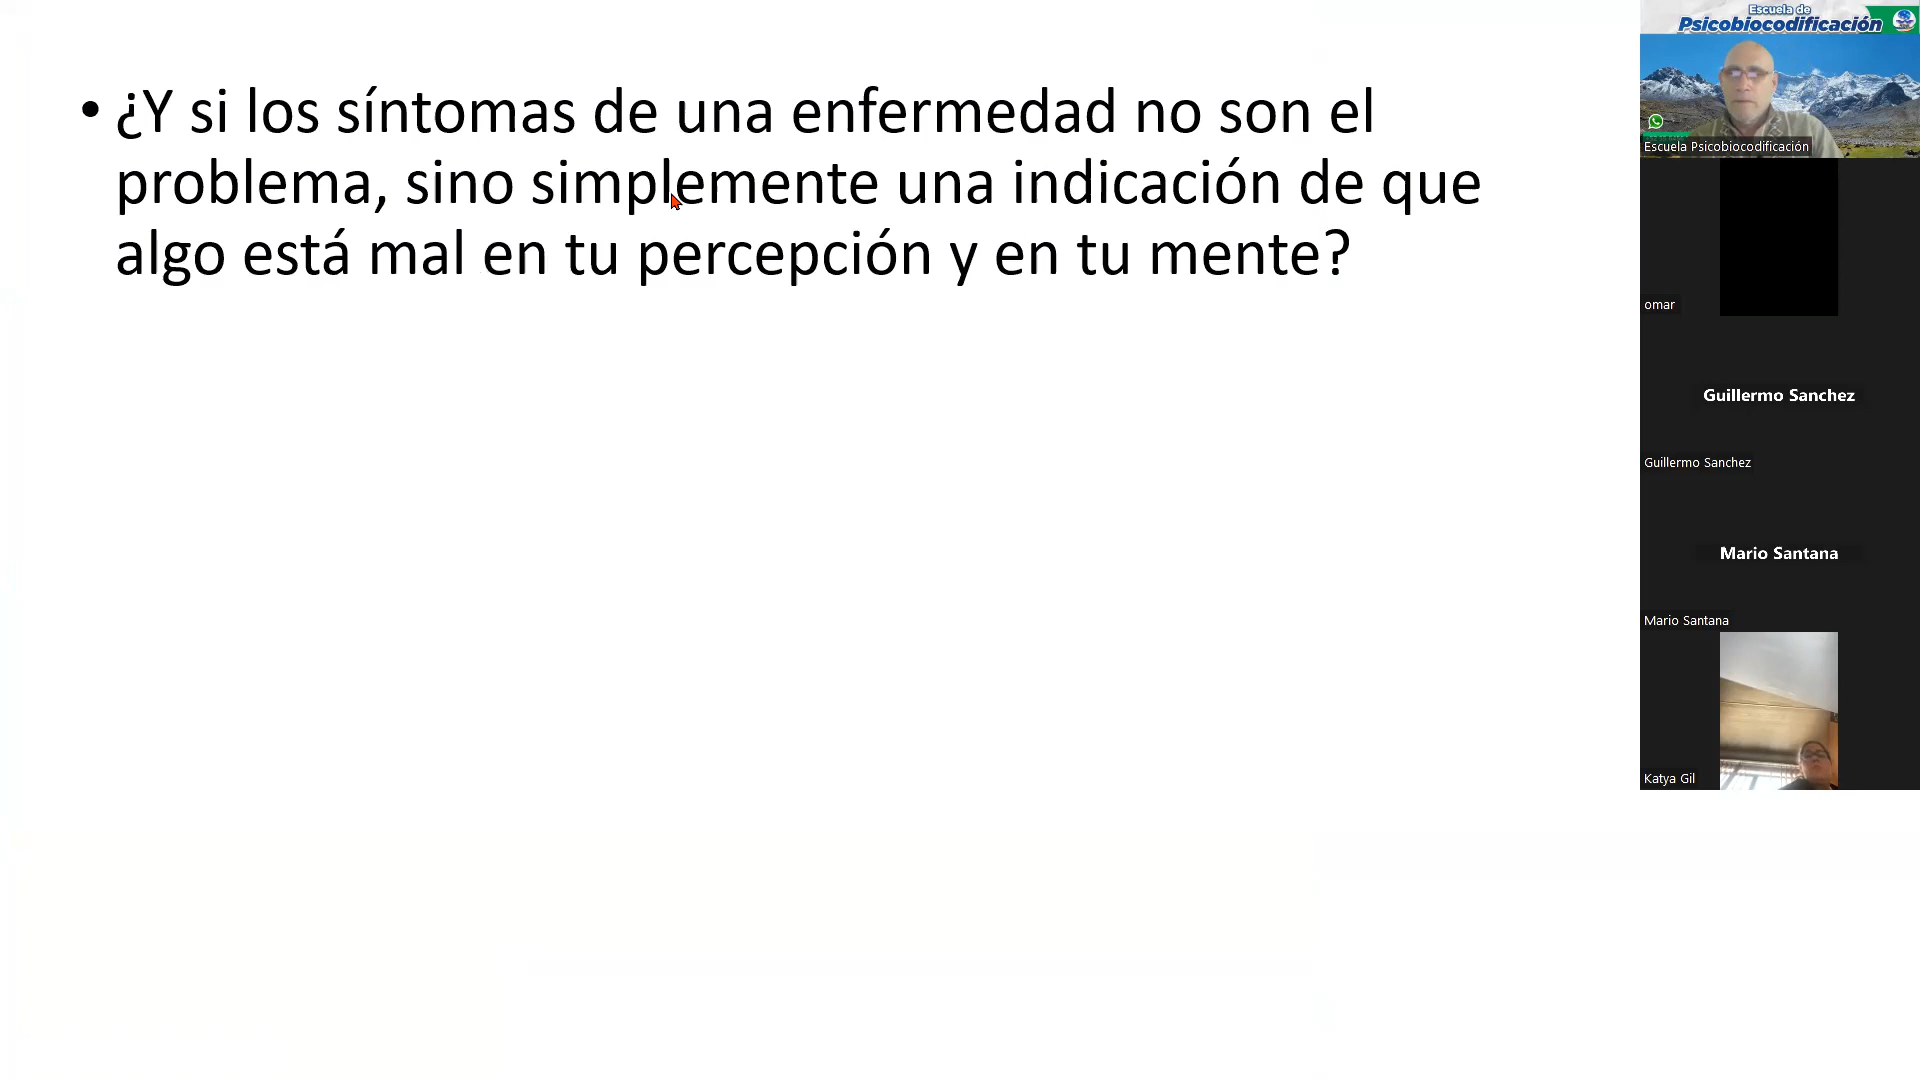 • ¿Y si los síntomas de una enfermedad no son el
problema, sino simplemente una indicación de que
algo está mal en tu percepción y en tu mente?
Escuela de
Psicobiocodificación
Escuela Psicobiocodificación
omar
Guillermo Sanchez
Guillermo Sanchez
Mario Santana
Mario Santana
Katya Gil